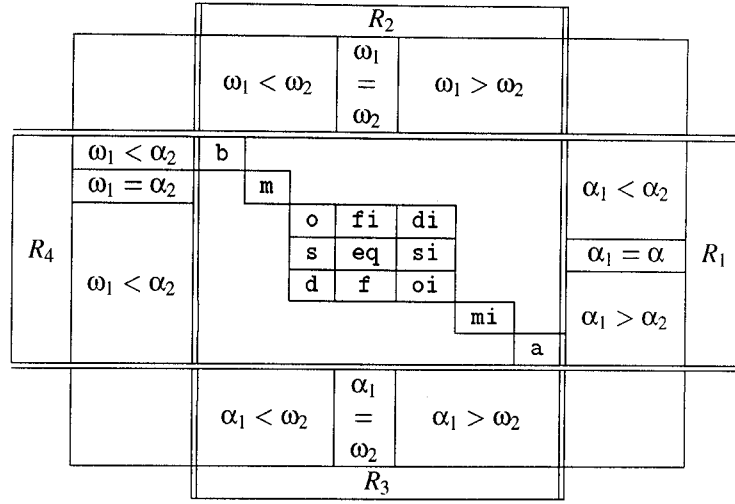 R₂
ω₁ < ω₂ ω₁ = ω₂ ω₁ > ω₂
ω₁ < α₂ b
ω₁ = α₂ m
α₁ < α₂
o fi di
R₄ s eq si α₁ = α R₁
ω₁ < α₂ d f oi
mi α₁ > α₂
a
α₁ < ω₂ α₁ = ω₂ α₁ > ω₂
R₃